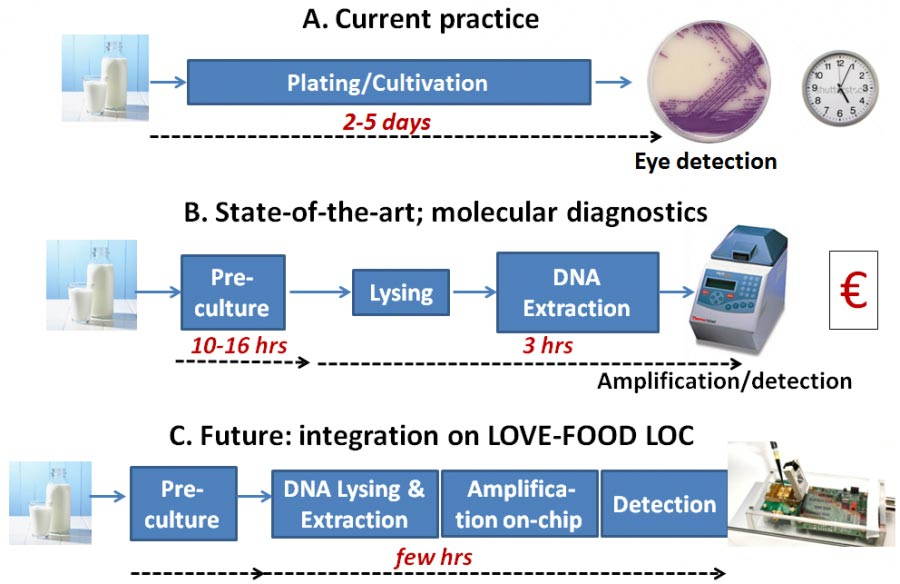 A. Current practice
Plating/Cultivation
2-5 days
Eye detection
B. State-of-the-art; molecular diagnostics
Pre-
culture
Lysing
DNA
Extraction
€
10-16 hrs
3 hrs
Amplification/detection
C. Future: integration on LOVE-FOOD LOC
Pre-
culture
DNA Lysing &
Extraction
Amplifica-
tion on-chip
Detection
few hrs